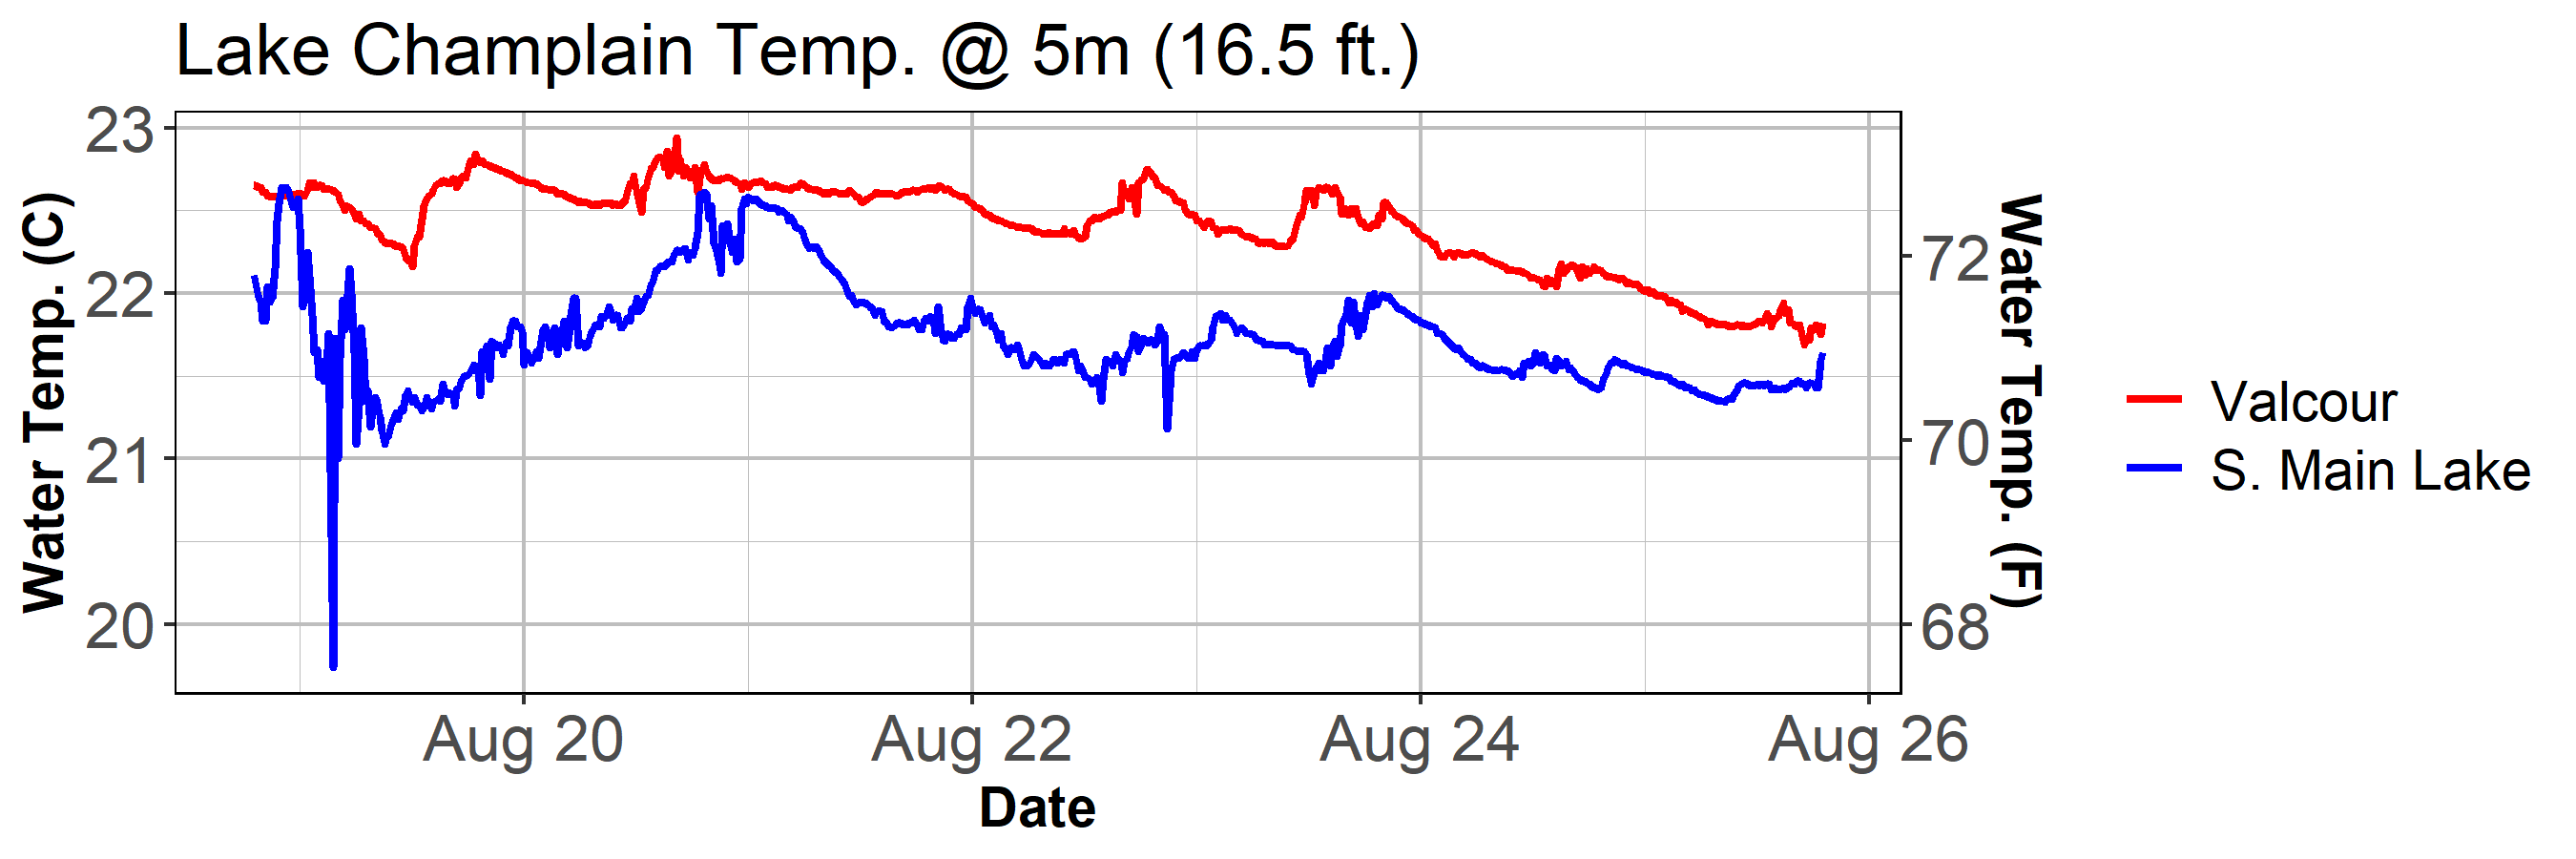 Lake Champlain Temp. @ 5m (16.5 ft.)
Water Temp. (C)
23
22
21
20
72
70
68
Water Temp. (F)
Aug 20
Aug 22
Aug 24
Aug 26
Date
Valcour
S. Main Lake